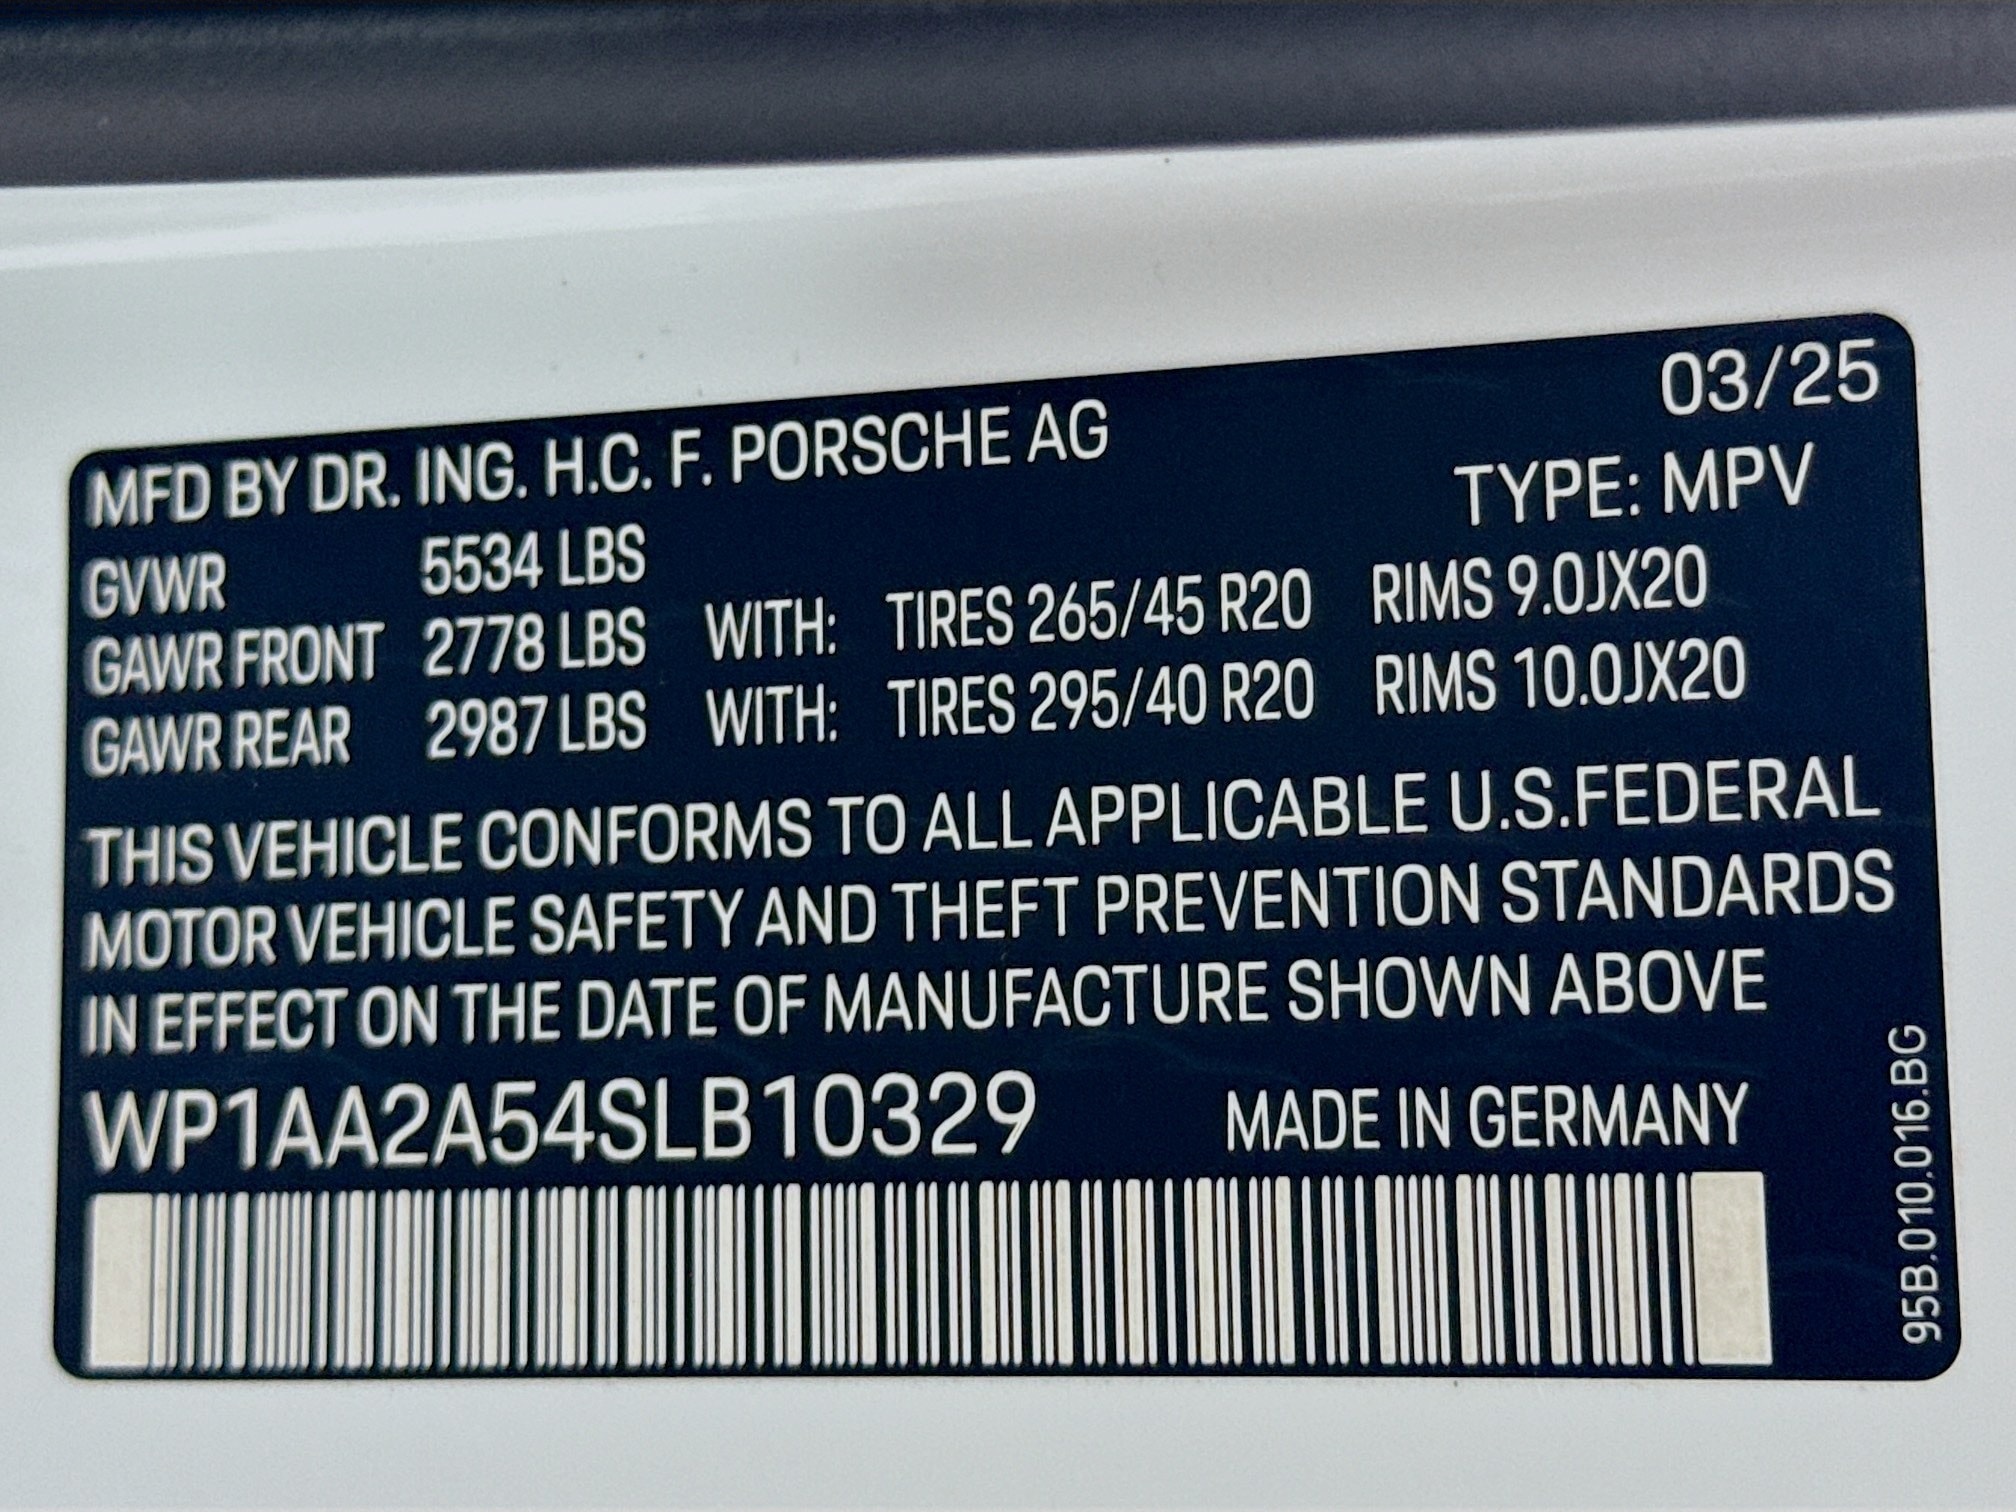 03/25
MFD BY DR. ING. H.C. F. PORSCHE AG
TYPE: MPV
GVWR 5534 LBS
GAWR FRONT 2778 LBS WITH: TIRES 265/45 R20 RIMS 9.0JX20
GAWR REAR 2987 LBS WITH: TIRES 295/40 R20 RIMS 10.0JX20
THIS VEHICLE CONFORMS TO ALL APPLICABLE U.S.FEDERAL
MOTOR VEHICLE SAFETY AND THEFT PREVENTION STANDARDS
IN EFFECT ON THE DATE OF MANUFACTURE SHOWN ABOVE
WP1AA2A54SLB10329 MADE IN GERMANY
95B.010.016.BG